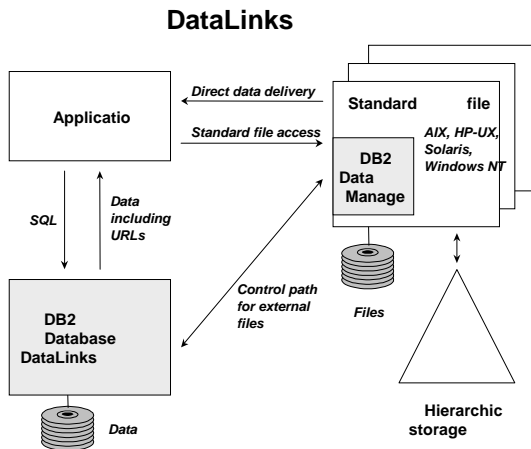 DataLinks
Direct data delivery
Applicatio
Standard file access
Standard file
AIX, HP-UX,
Solaris,
Windows NT
DB2
Data
Manage
SQL
Data
including
URLs
Control path
for external
files
Files
DB2
Database
DataLinks
Data
Hierarchic
storage